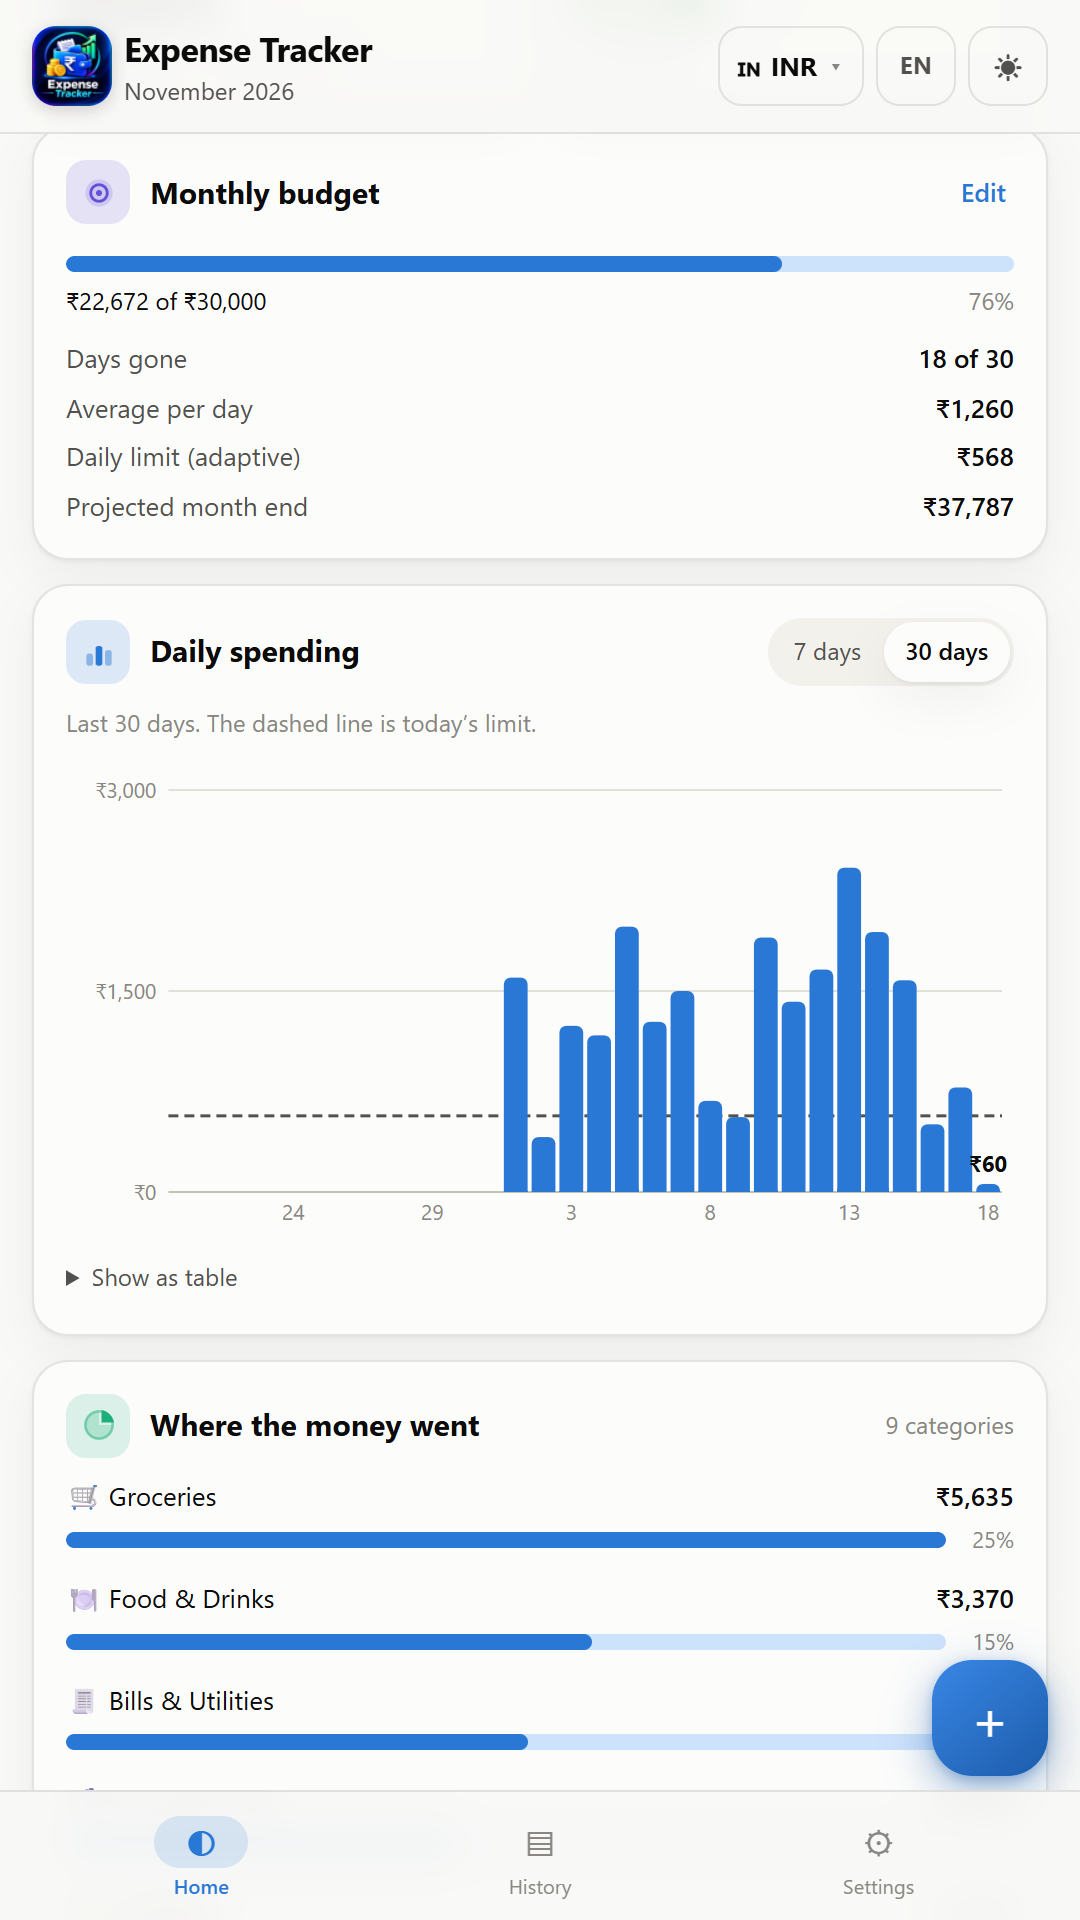 Expense Tracker
November 2026
IN INR
EN
Expense
Tracker
Monthly budget
Edit
₹22,672 of ₹30,000
76%
Days gone
18 of 30
Average per day
₹1,260
Daily limit (adaptive)
₹568
Projected month end
₹37,787
Daily spending
7 days
30 days
Last 30 days. The dashed line is today’s limit.
₹3,000
₹1,500
₹60
₹0
24 29 3 8 13 18
Show as table
Where the money went
9 categories
Groceries
₹5,635
25%
Food & Drinks
₹3,370
15%
Bills & Utilities
+
Home
History
Settings